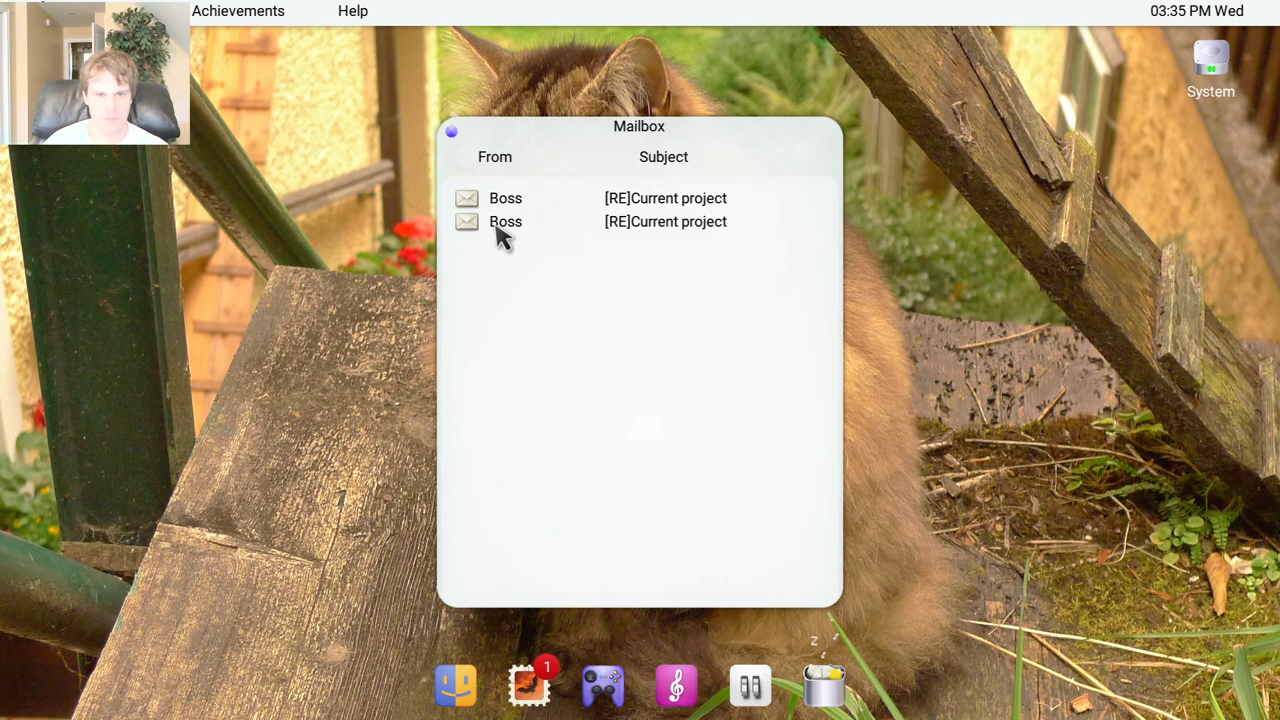 Achievements Help 03:35 PM Wed
System
Mailbox
From Subject
Boss [RE]Current project
Boss [RE]Current project
z
1